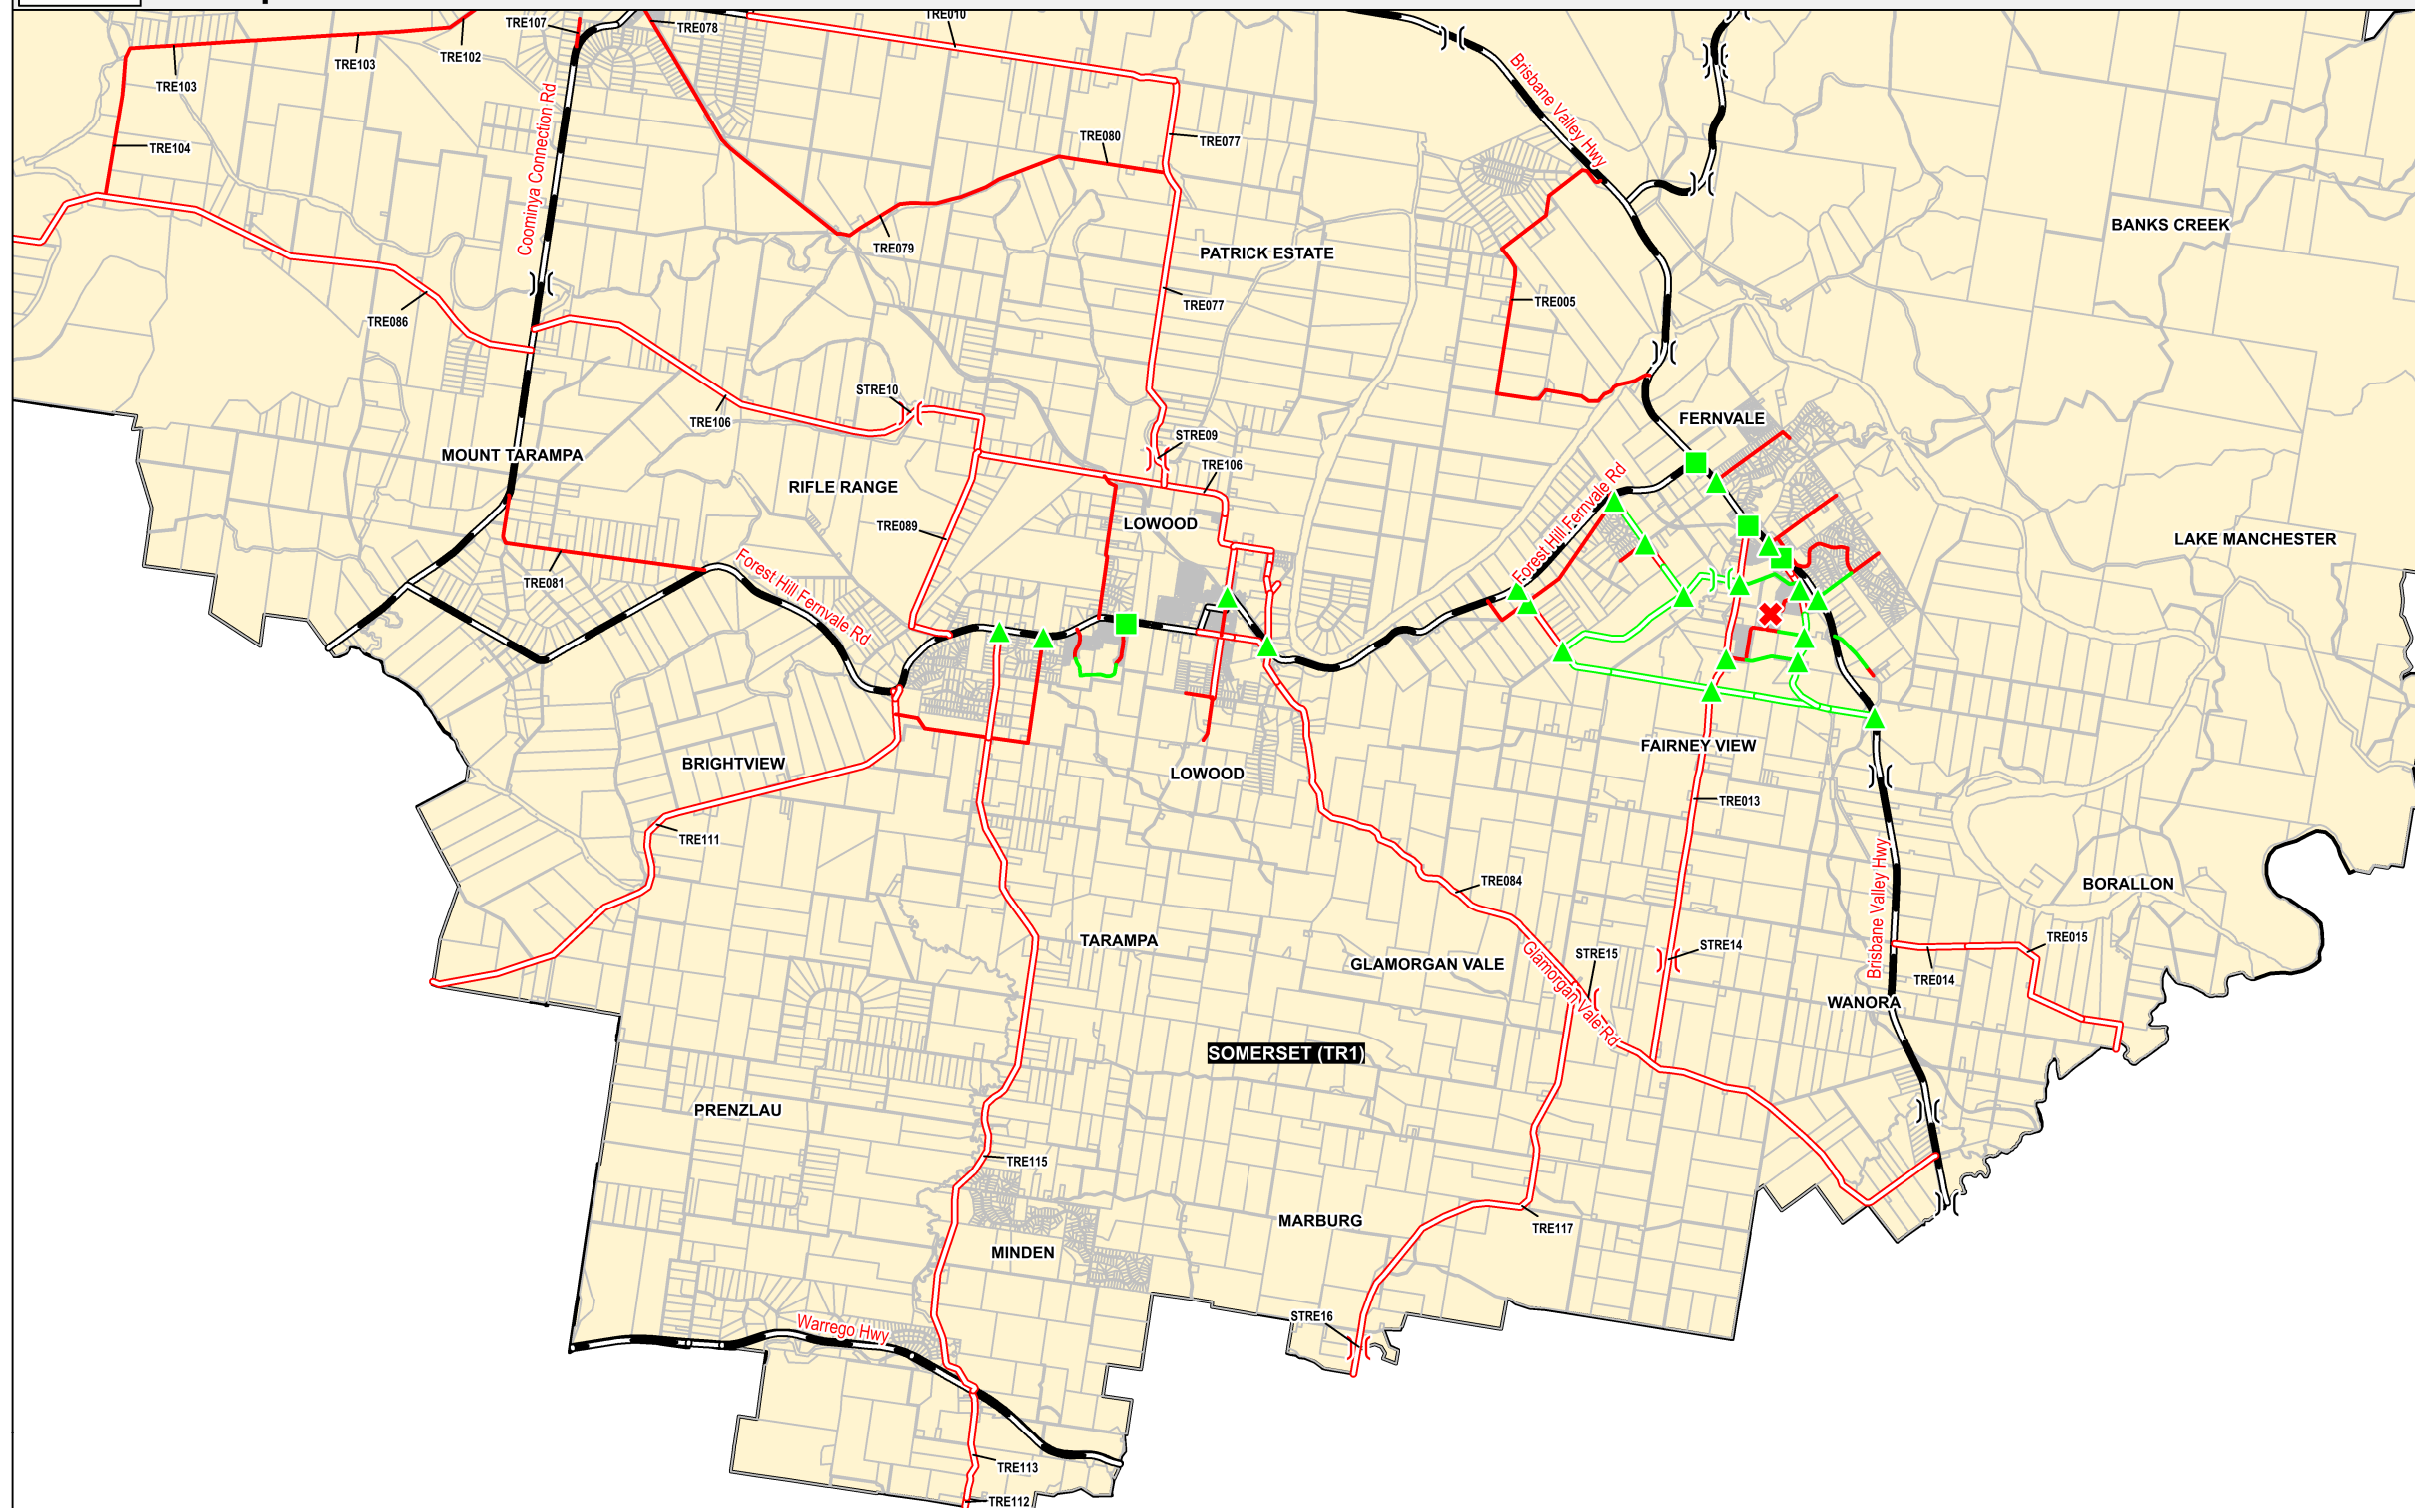 TRE107
TRE078
TRE010
TRE103
TRE103
TRE102
TRE104
Coominya Connection Rd
TRE080
TRE077
Brisbane Valley Hwy
TRE079
PATRICK ESTATE
BANKS CREEK
TRE077
TRE005
TRE086
STRE10
TRE106
FERNVALE
STRE09
MOUNT TARAMPA
TRE106
RIFLE RANGE
TRE089
LOWOOD
Forest Hill Fernvale Rd
LAKE MANCHESTER
TRE081
Forest Hill Fernvale Rd
FAIRNEY VIEW
BRIGHTVIEW
LOWOOD
TRE013
TRE111
TRE084
Brisbane Valley Hwy
BORALLON
TARAMPA
GLAMORGAN VALE
Glamorgan Vale Rd
STRE15
STRE14
TRE015
TRE014
WANORA
SOMERSET (TR1)
PRENZLAU
TRE115
MARBURG
TRE117
MINDEN
STRE16
Warrego Hwy
TRE113
TRE112